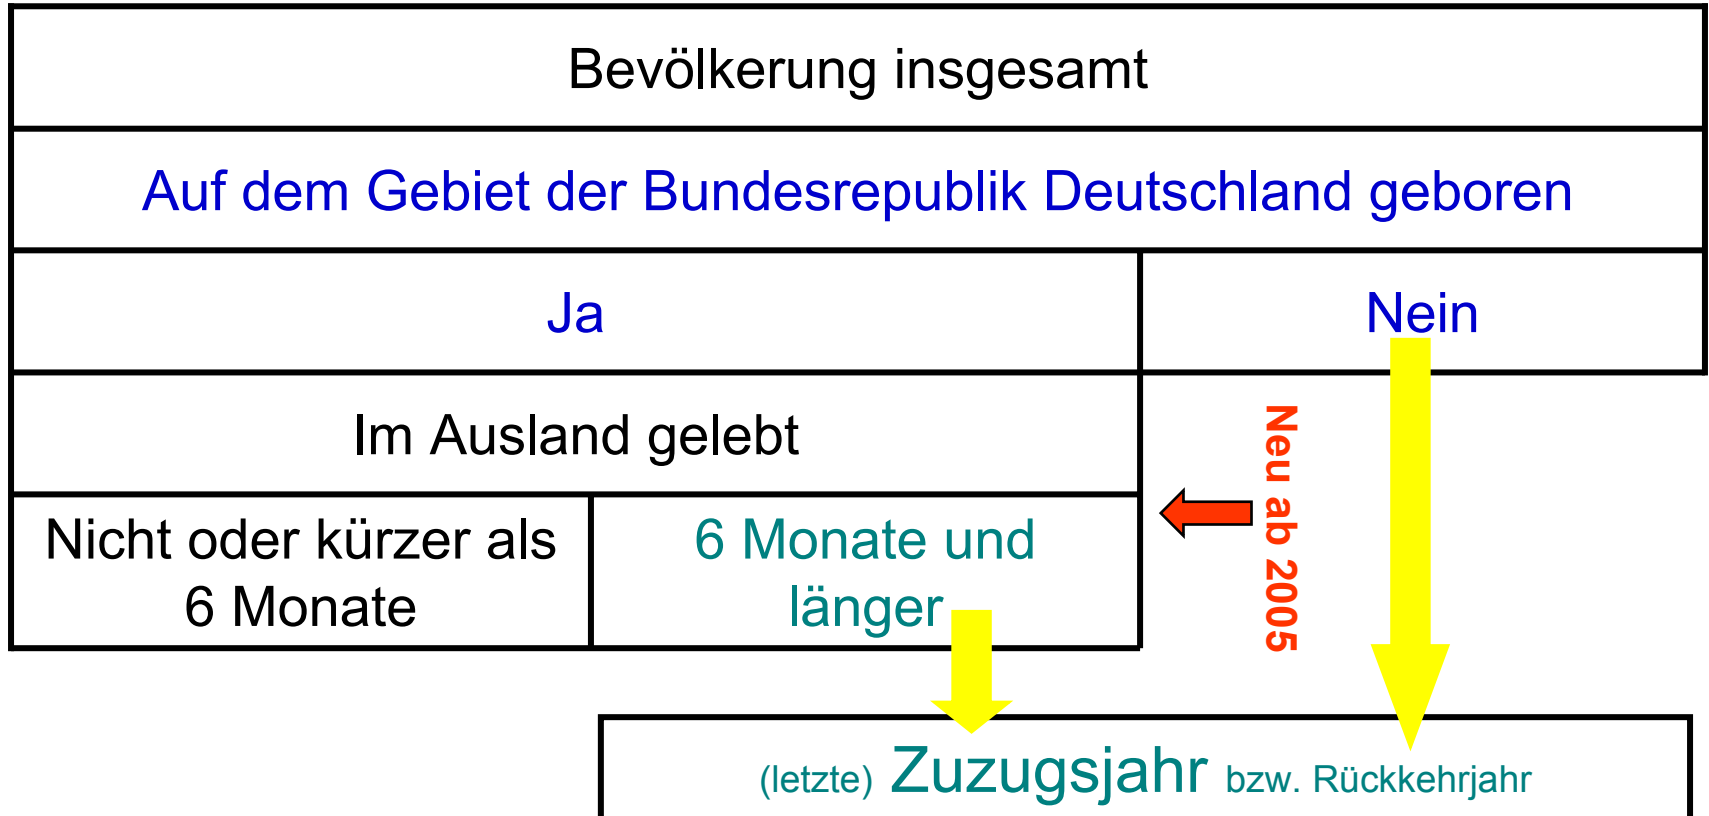 Bevölkerung insgesamt
Auf dem Gebiet der Bundesrepublik Deutschland geboren
Ja
Nein
Im Ausland gelebt
Nicht oder kürzer als
6 Monate
6 Monate und
länger
Neu ab 2005
(letzte) Zuzugsjahr bzw. Rückkehrjahr